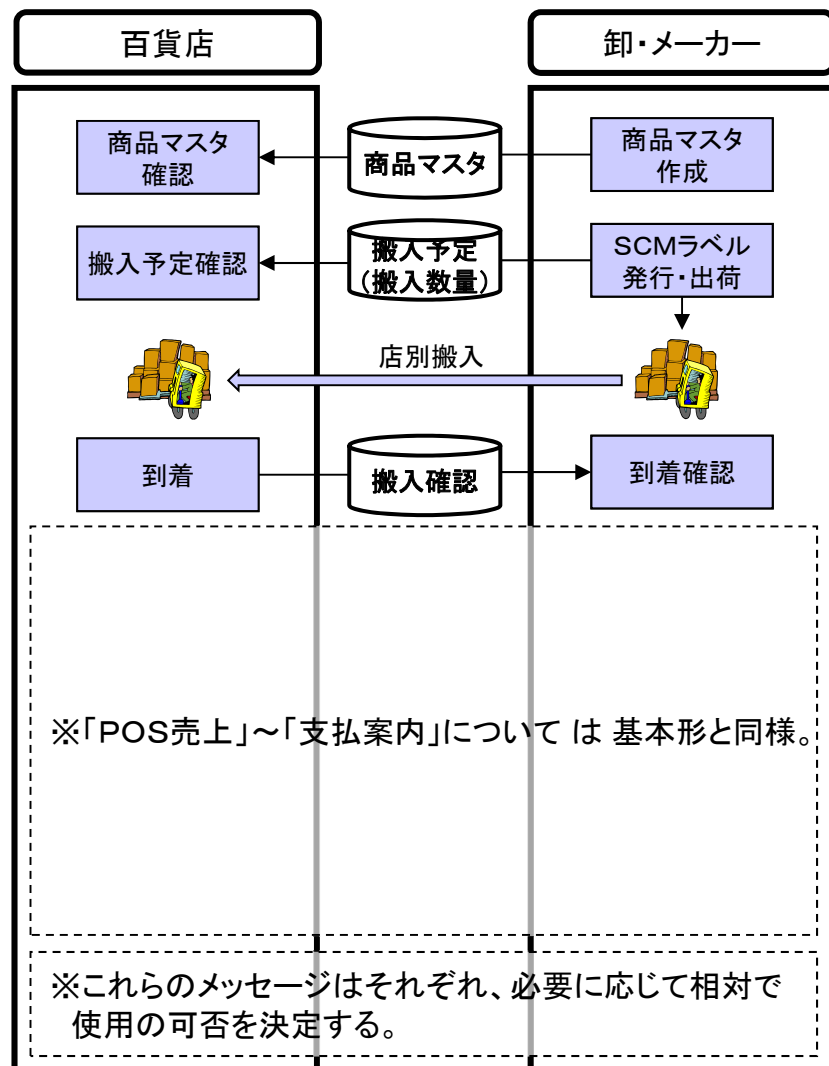 百貨店
卸・メーカー
商品マスタ
確認
商品マスタ
商品マスタ
作成
搬入予定確認
搬入予定
（搬入数量）
SCMラベル
発行・出荷
店別搬入
到着
搬入確認
到着確認
※「POS売上」～「支払案内」について は 基本形と同様。
※これらのメッセージはそれぞれ、必要に応じて相対で
使用の可否を決定する。